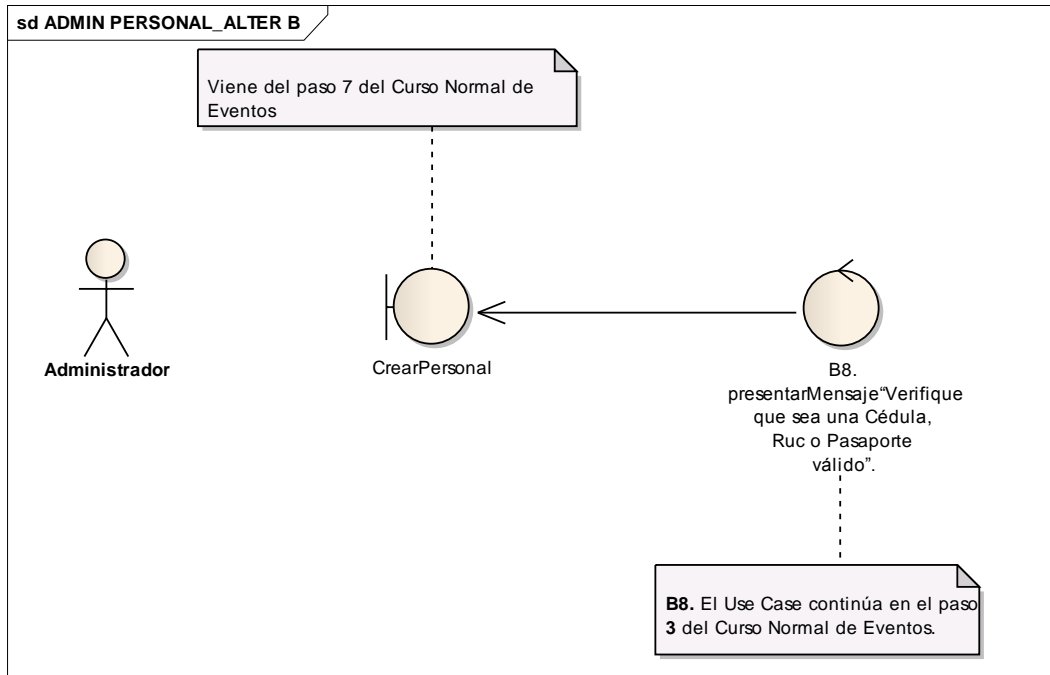 sd ADMIN PERSONAL_ALTER B
Viene del paso 7 del Curso Normal de
Eventos
Administrador
CrearPersonal
B8.
presentarMensaje“Verifique
que sea una Cédula,
Ruc o Pasaporte
válido”.
B8. El Use Case continúa en el paso
3 del Curso Normal de Eventos.